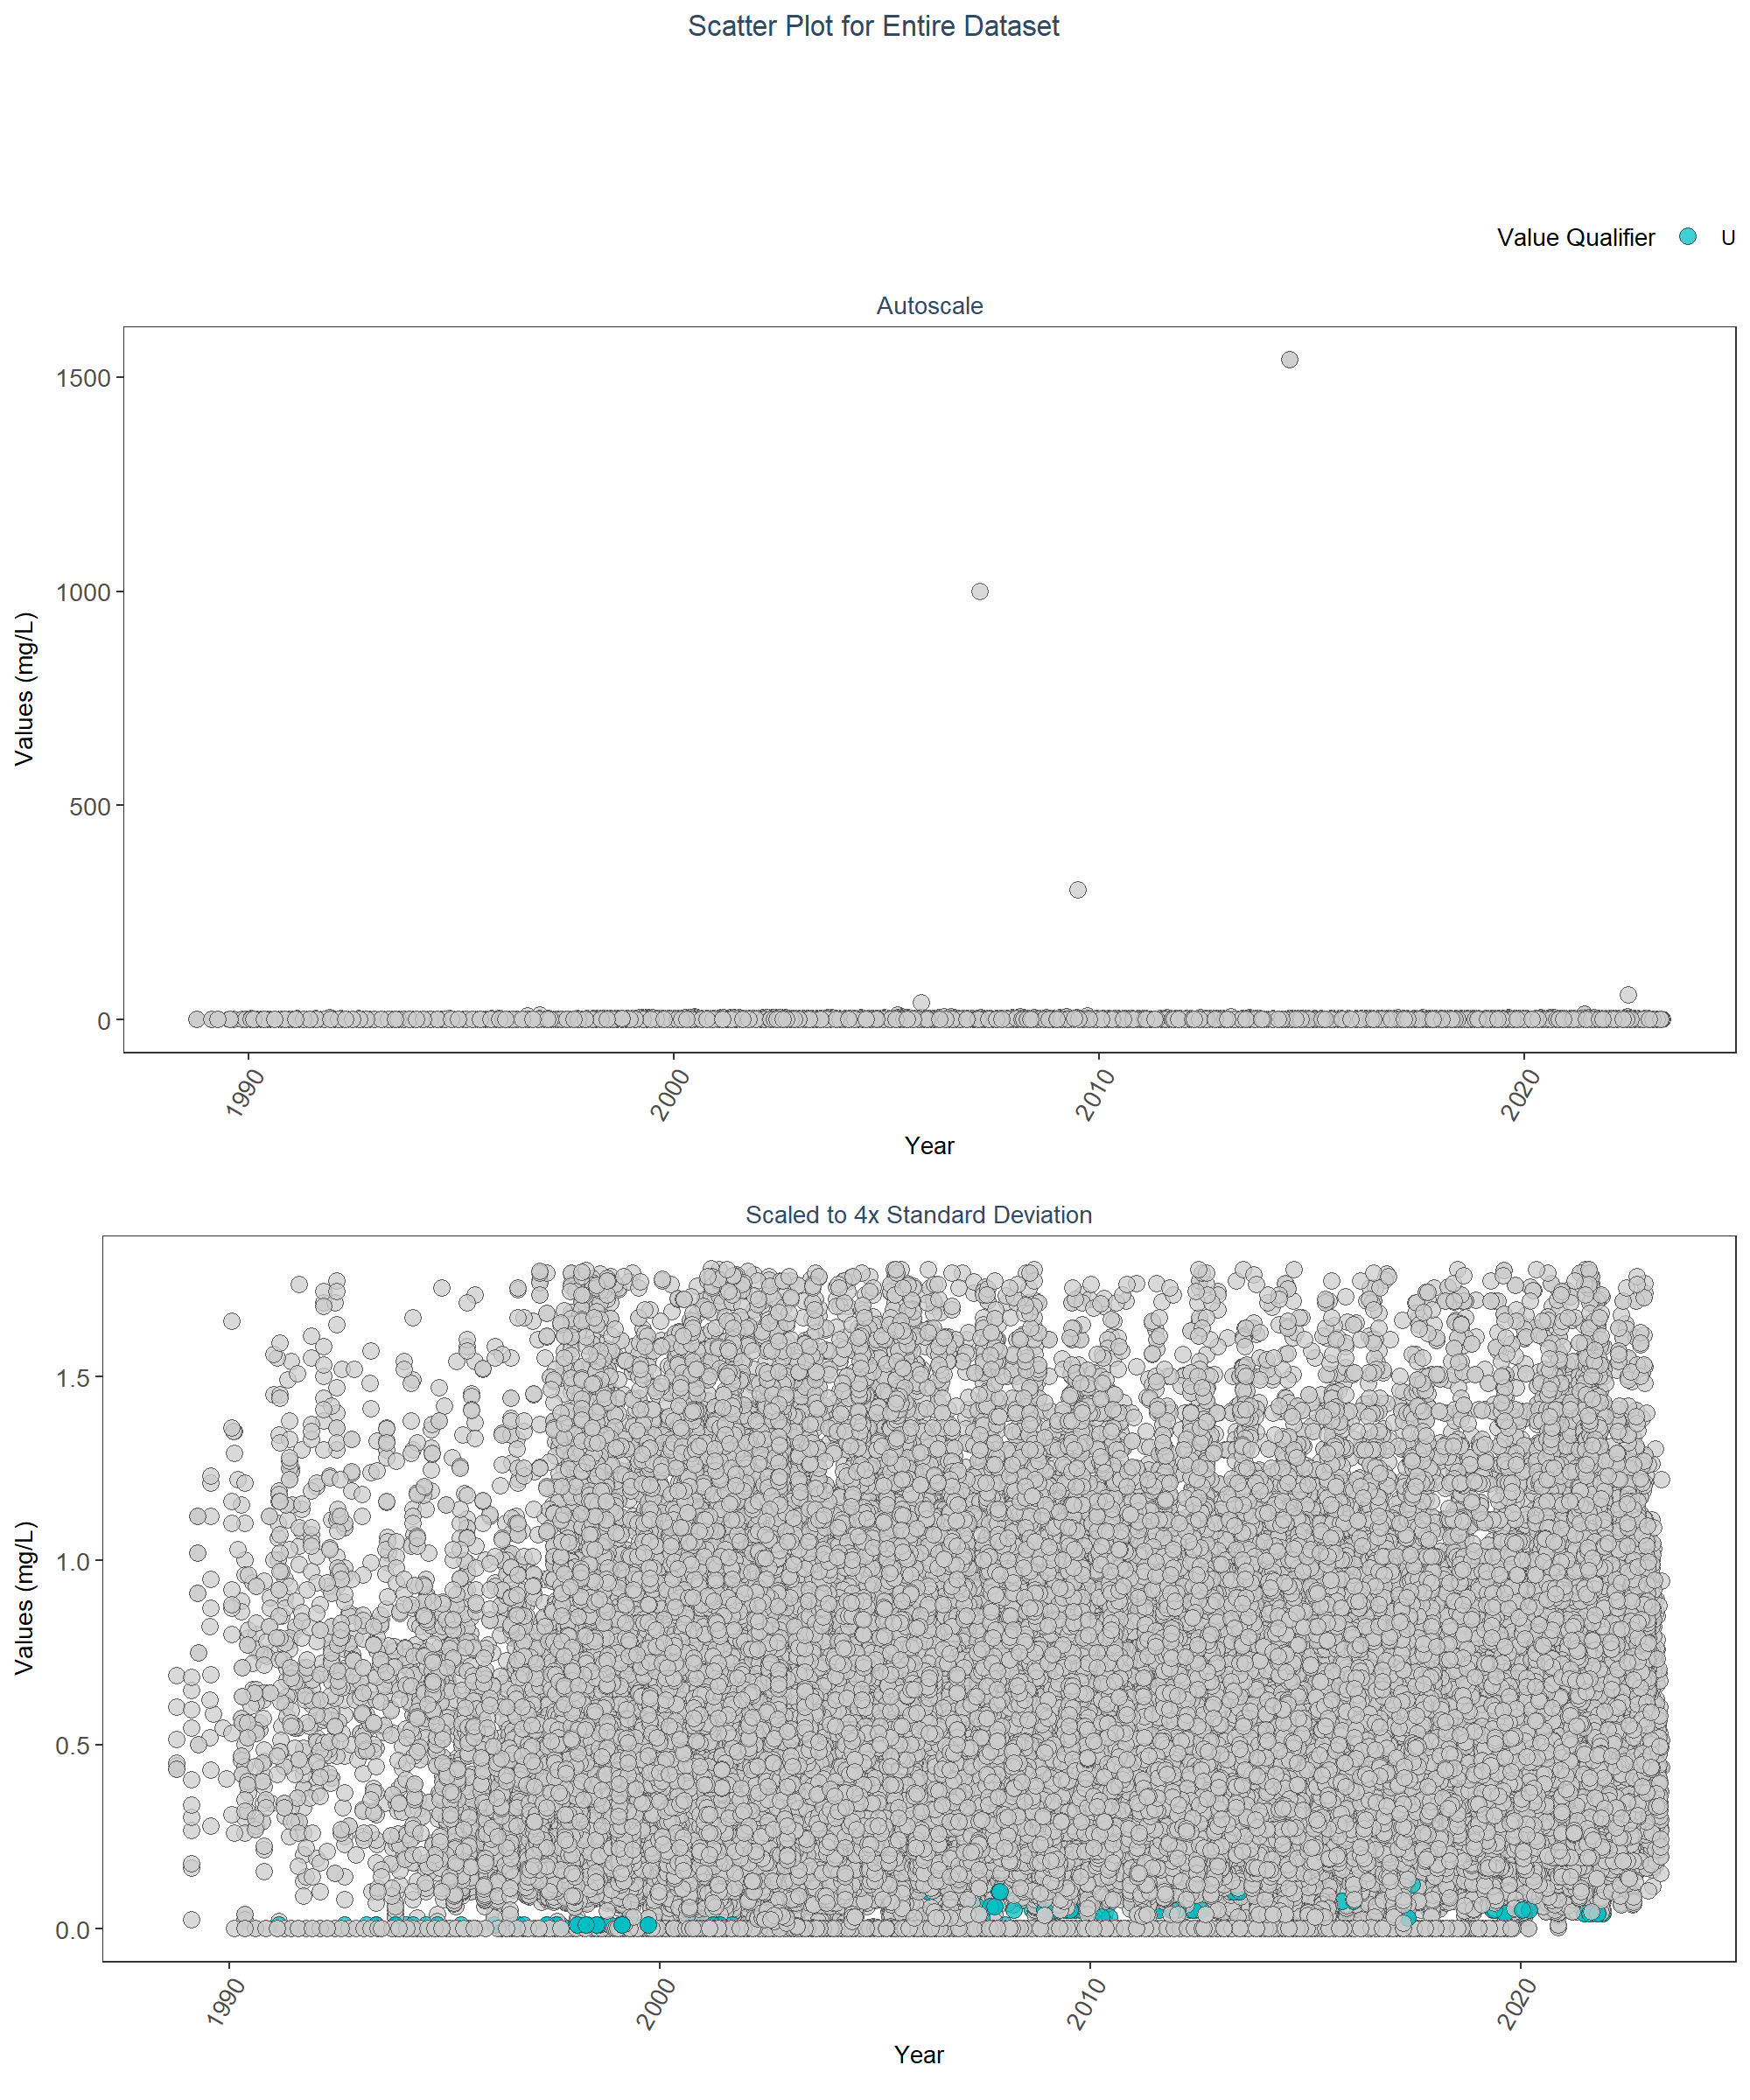 Scatter Plot for Entire Dataset
Value Qualifier U
Autoscale
1500
1000
500
0
Values (mg/L)
1990 2000 2010 2020
Year
Scaled to 4x Standard Deviation
1.5
1.0
0.5
0.0
Values (mg/L)
1990 2000 2010 2020
Year